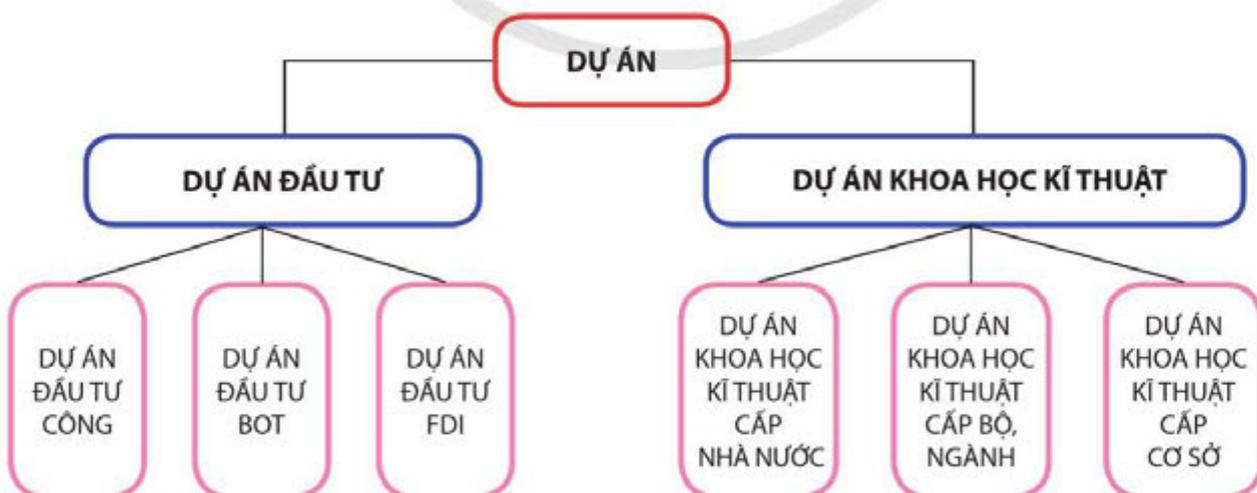 DỰ ÁN
DỰ ÁN ĐẦU TƯ
DỰ ÁN KHOA HỌC KĨ THUẬT
DỰ ÁN
ĐẦU TƯ
CÔNG
DỰ ÁN
ĐẦU TƯ
BOT
DỰ ÁN
ĐẦU TƯ
FDI
DỰ ÁN
KHOA HỌC
KĨ THUẬT
CẤP
NHÀ NƯỚC
DỰ ÁN
KHOA HỌC
KĨ THUẬT
CẤP BỘ,
NGÀNH
DỰ ÁN
KHOA HỌC
KĨ THUẬT
CẤP
CƠ SỞ